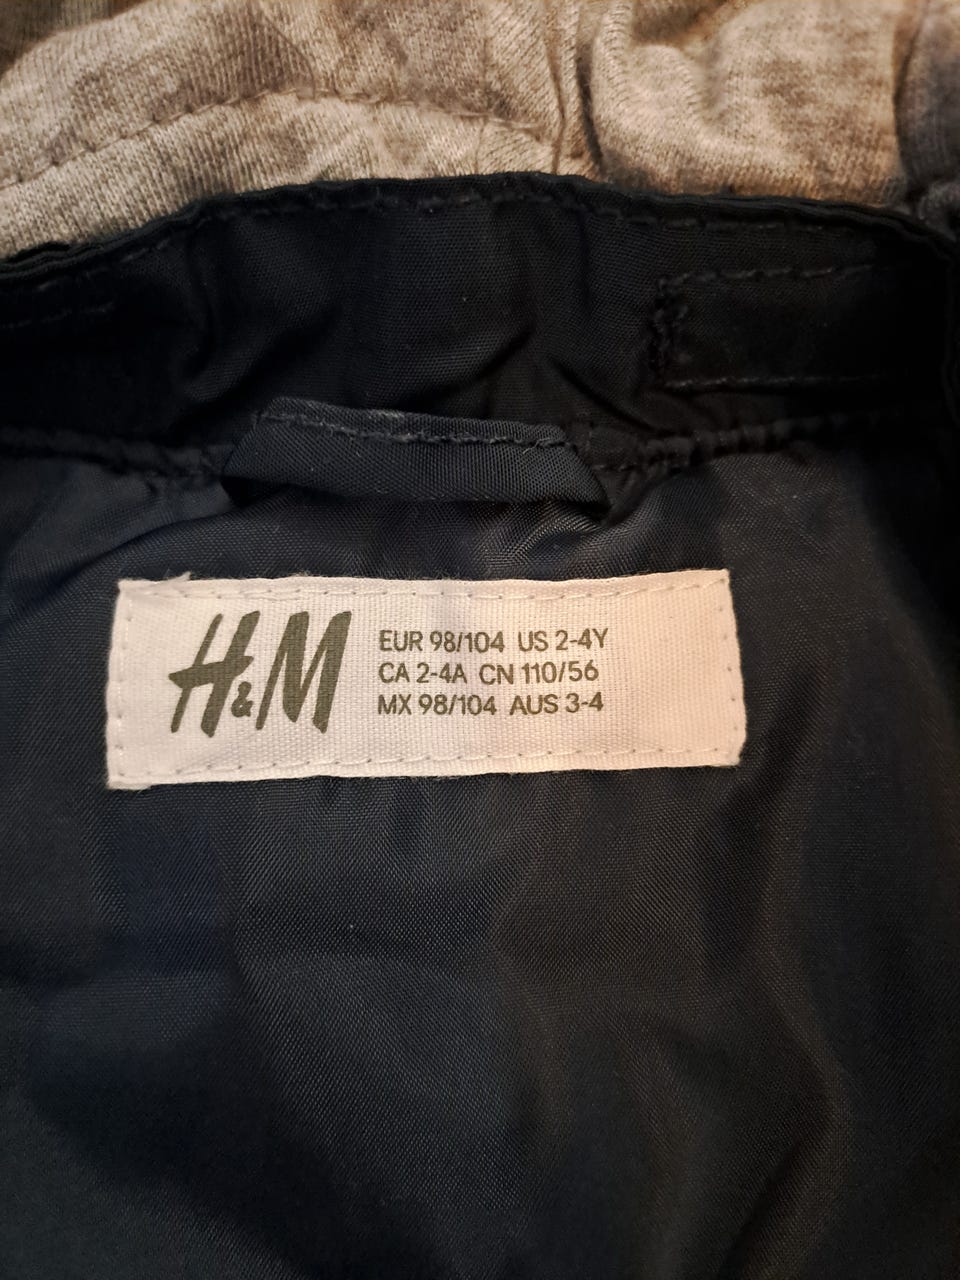 H&M
EUR 98/104 US 2-4Y
CA 2-4A CN 110/56
MX 98/104 AUS 3-4